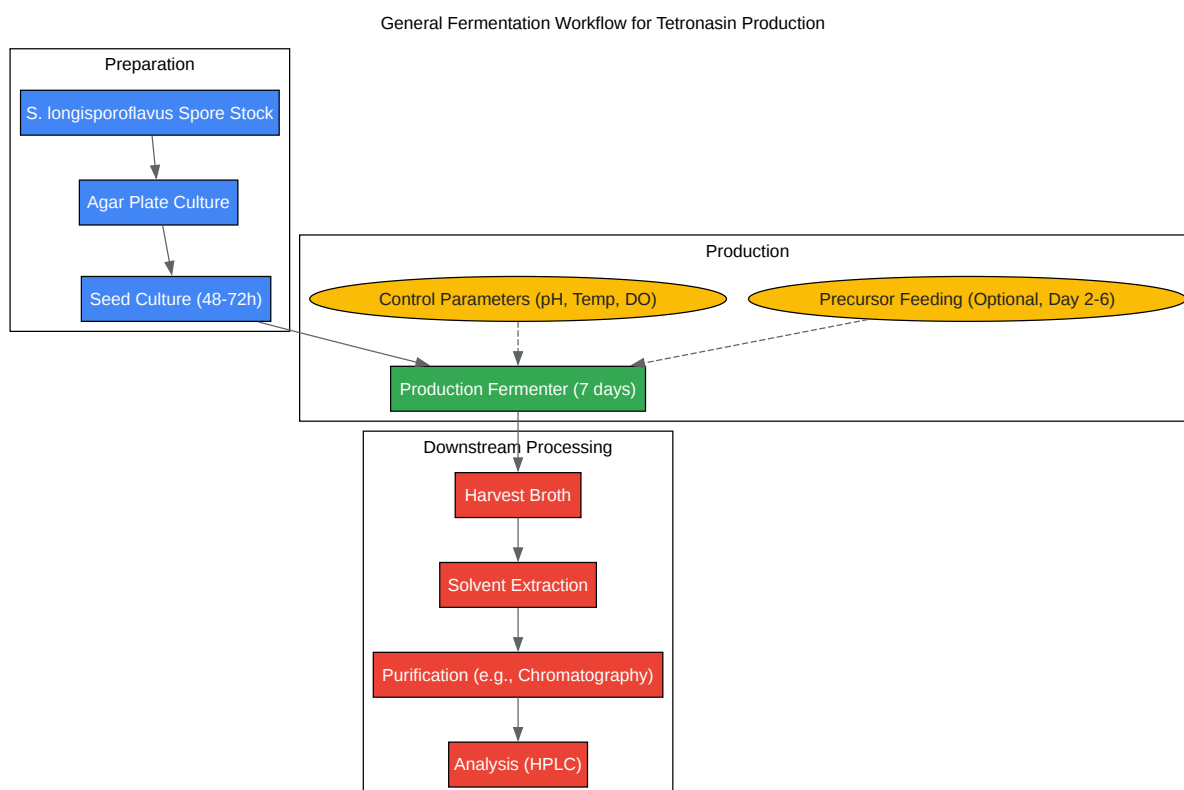 General Fermentation Workflow for Tetronasin Production
Preparation
S. longisporoflavus Spore Stock
Agar Plate Culture
Seed Culture (48-72h)
Production
Control Parameters (pH, Temp, DO)
Precursor Feeding (Optional, Day 2-6)
Production Fermenter (7 days)
Downstream Processing
Harvest Broth
Solvent Extraction
Purification (e.g., Chromatography)
Analysis (HPLC)